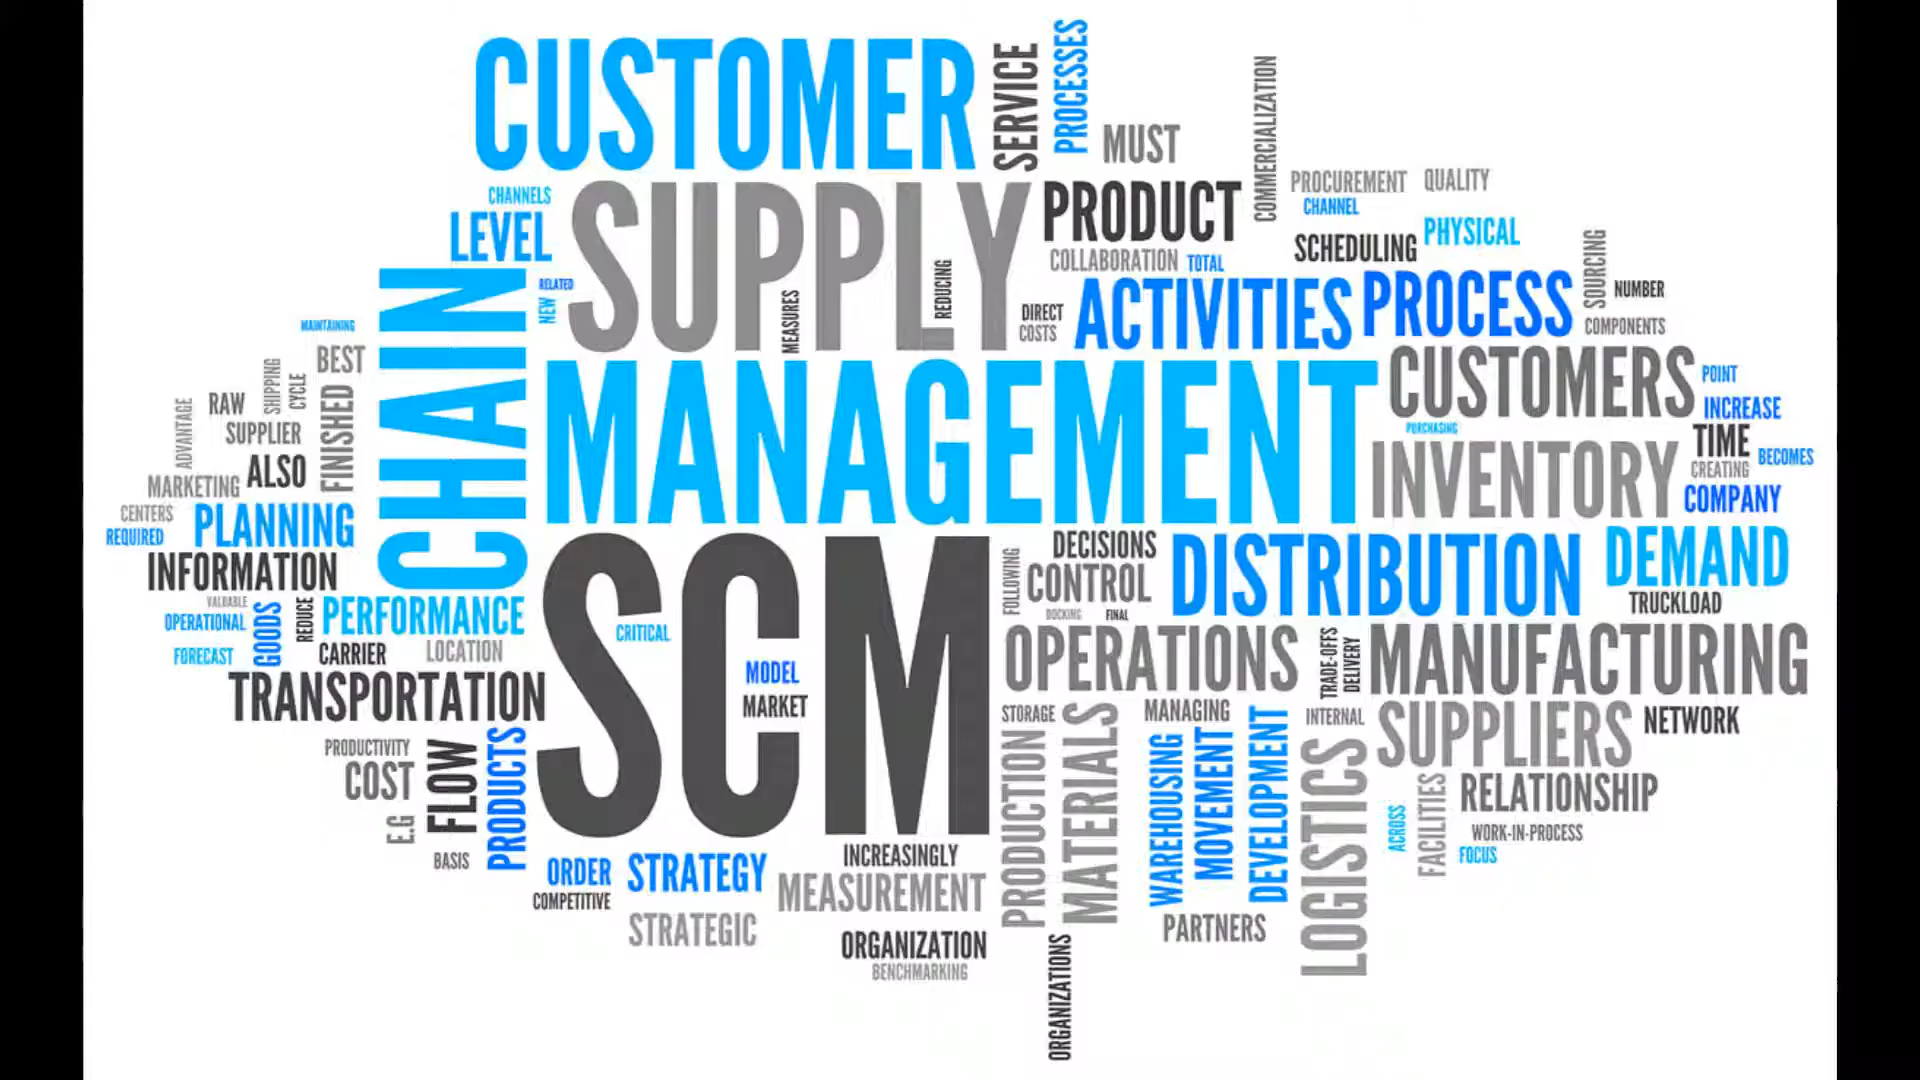 CUSTOMER
SERVICE
PROCESSES
MUST
COMMERCIALIZATION
CHANNELS
LEVEL
SUPPLY
PRODUCT
PROCUREMENT
QUALITY
CHANNEL
SCHEDULING
PHYSICAL
COLLABORATION
TOTAL
SOURCING
NUMBER
RELATED
NEW
MEASURES
REDUCING
DIRECT
COSTS
ACTIVITIES
PROCESS
COMPONENTS
MAINTAINING
BEST
CHAIN
MANAGEMENT
CUSTOMERS
POINT
INCREASE
SHIPPING
CYCLE
RAW
ADVANTAGE
SUPPLIER
FINISHED
PURCHASING
TIME
BECOMES
CREATING
ALSO
MARKETING
INVENTORY
COMPANY
CENTERS
REQUIRED
PLANNING
INFORMATION
SCM
FOLLOWING
DECISIONS
CONTROL
DISTRIBUTION
DEMAND
TRUCKLOAD
VALUABLE
OPERATIONAL
GOODS
REDUCE
PERFORMANCE
CRITICAL
DOCKING
FINAL
FORECAST
CARRIER
LOCATION
MODEL
MARKET
OPERATIONS
TRADE-OFFS
DELIVERY
MANUFACTURING
TRANSPORTATION
STORAGE
MANAGING
INTERNAL
SUPPLIERS
NETWORK
PRODUCTIVITY
COST
FLOW
PRODUCTS
PRODUCTION
MATERIALS
WAREHOUSING
MOVEMENT
DEVELOPMENT
LOGISTICS
RELATIONSHIP
E.G
BASIS
ACROSS
FACILITIES
WORK-IN-PROCESS
FOCUS
ORDER
STRATEGY
INCREASINGLY
COMPETITIVE
MEASUREMENT
STRATEGIC
PARTNERS
ORGANIZATION
BENCHMARKING
ORGANIZATIONS